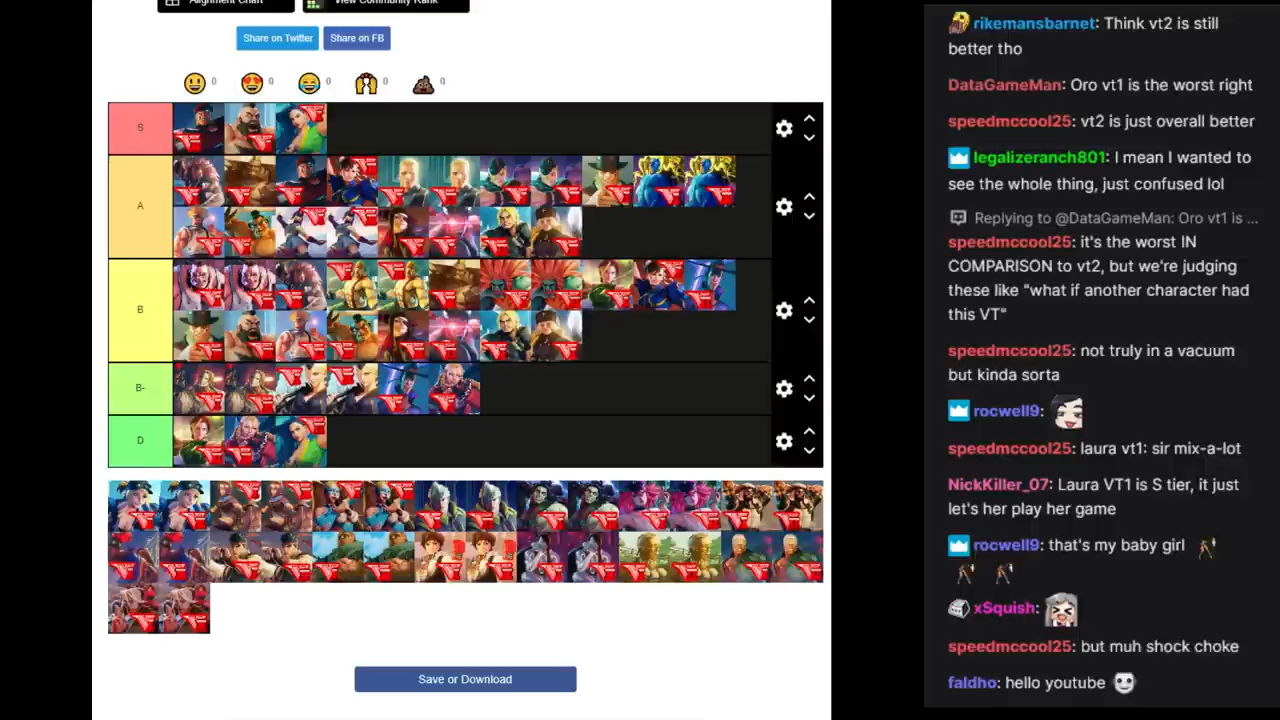 Alignment Chart
View Community Rank
Share on Twitter
Share on FB
0
0
0
0
0
S
A
B
B-
D
Save or Download
rikemansbarnet: Think vt2 is still
better tho
DataGameMan: Oro vt1 is the worst right
speedmccool25: vt2 is just overall better
legalizeranch801: I mean I wanted to
see the whole thing, just confused lol
Replying to @DataGameMan: Oro vt1 is ...
speedmccool25: it's the worst IN
COMPARISON to vt2, but we're judging
these like "what if another character had
this VT"
speedmccool25: not truly in a vacuum
but kinda sorta
rocwell9:
speedmccool25: laura vt1: sir mix-a-lot
NickKiller_07: Laura VT1 is S tier, it just
let's her play her game
rocwell9: that's my baby girl
xSquish:
speedmccool25: but muh shock choke
faldho: hello youtube